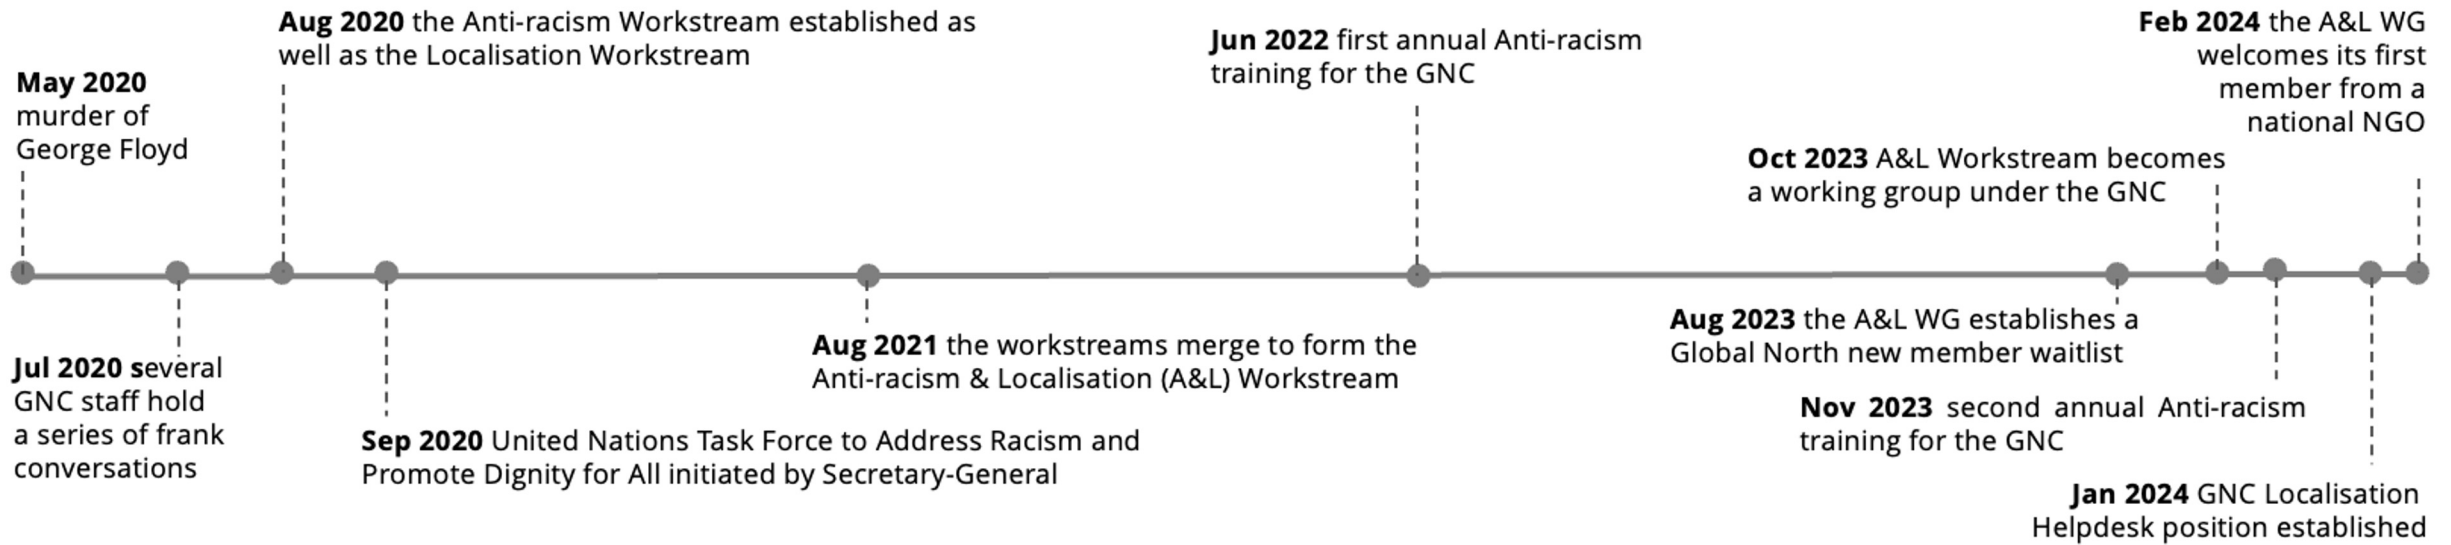 May 2020
murder of
George Floyd
Jul 2020 several
GNC staff hold
a series of frank
conversations
Aug 2020 the Anti-racism Workstream established as
well as the Localisation Workstream
Sep 2020 United Nations Task Force to Address Racism and
Promote Dignity for All initiated by Secretary-General
Aug 2021 the workstreams merge to form the
Anti-racism & Localisation (A&L) Workstream
Jun 2022 first annual Anti-racism
training for the GNC
Aug 2023 the A&L WG establishes a
Global North new member waitlist
Oct 2023 A&L Workstream becomes
a working group under the GNC
Nov 2023 second annual Anti-racism
training for the GNC
Jan 2024 GNC Localisation
Helpdesk position established
Feb 2024 the A&L WG
welcomes its first
member from a
national NGO